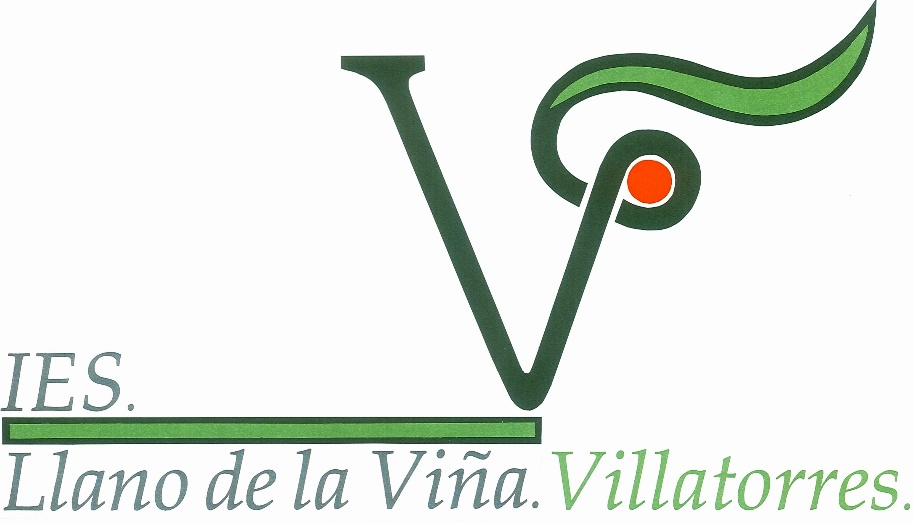 V
IES.
Llano de la Viña. Villatorres.